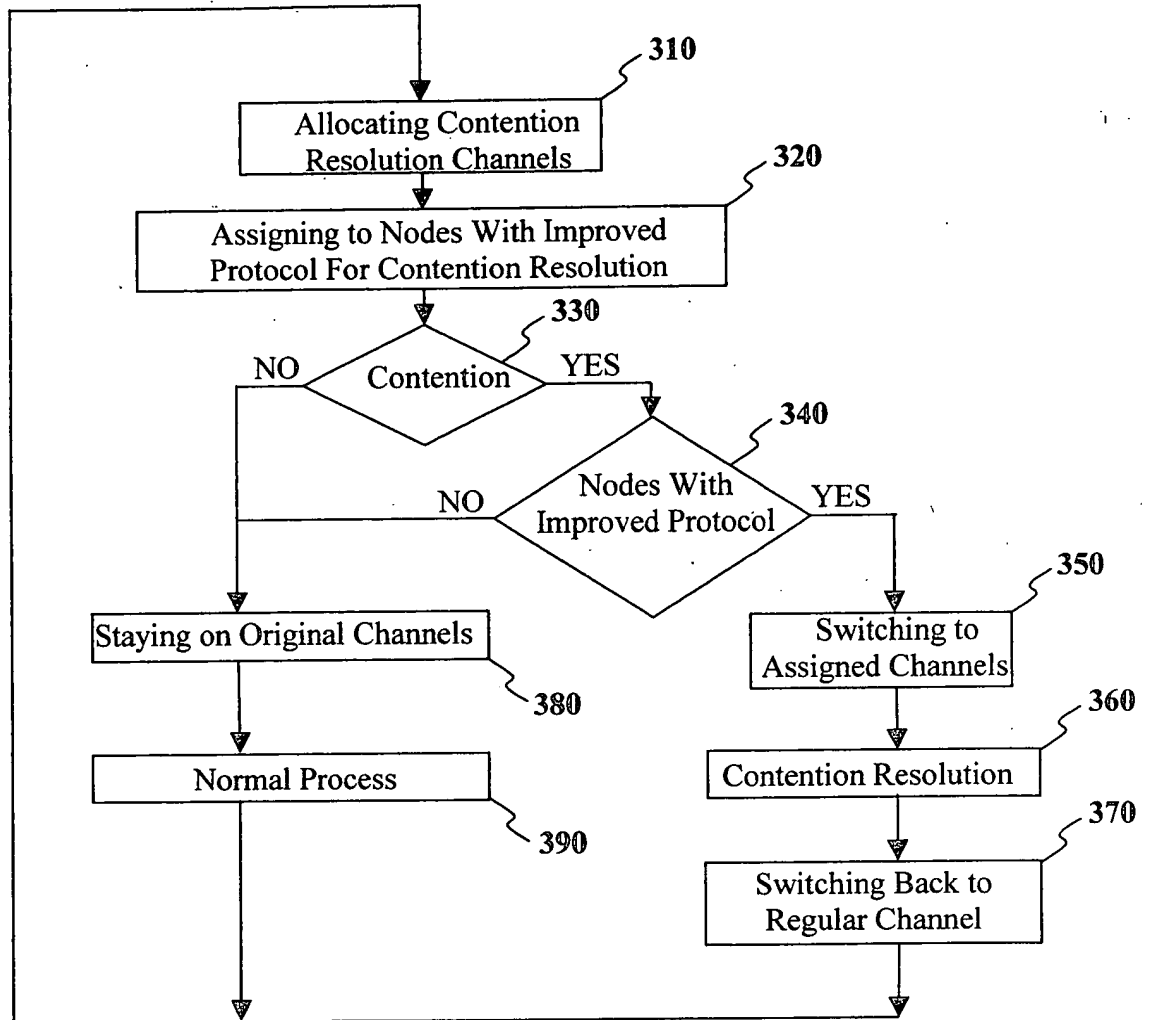 310
Allocating Contention
Resolution Channels
320
Assigning to Nodes With Improved
Protocol For Contention Resolution
330
NO
Contention
YES
340
NO
Nodes With
Improved Protocol
YES
350
Staying on Original Channels
380
Switching to
Assigned Channels
360
Normal Process
390
Contention Resolution
370
Switching Back to
Regular Channel